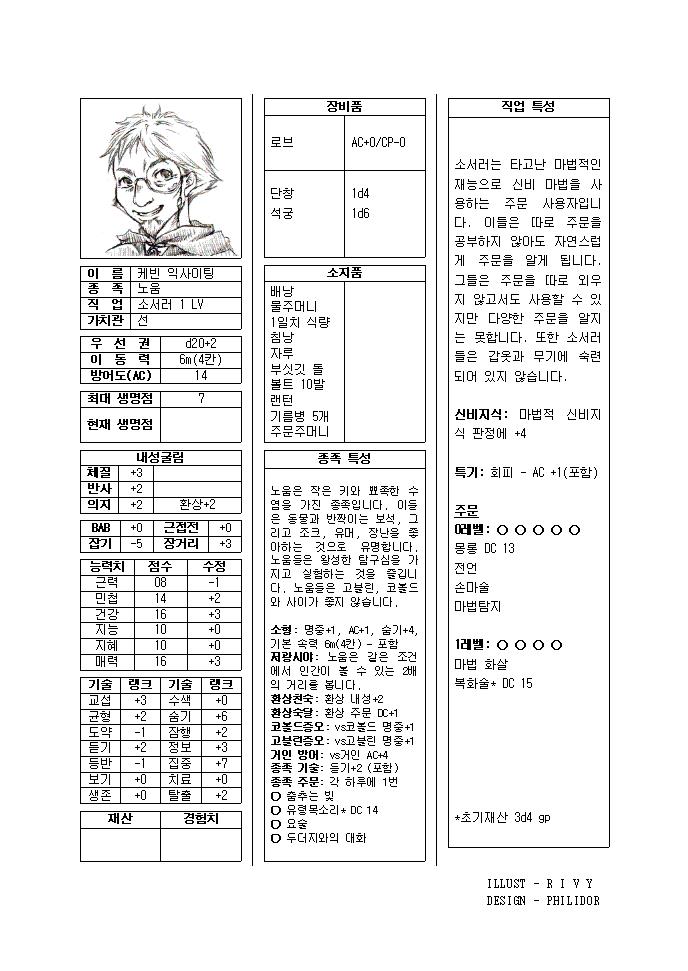 이 름 케빈 익사이팅
종 족 노움
직 업 소서러 1 LV
가치관 선
우 선 권 d20+2
이 동 력 6m(4칸)
방어도(AC) 14
최대 생명점 7
현재 생명점
내성굴림
체질 +3
반사 +2
의지 +2 환상+2
BAB +0 근접전 +0
잡기 -5 장거리 +3
능력치 점수 수정
근력 08 -1
민첩 14 +2
건강 16 +3
지능 10 +0
지혜 10 +0
매력 16 +3
기술 랭크 기술 랭크
교섭 +3 수색 +0
균형 +2 숨기 +6
도약 -1 잠행 +2
듣기 +2 정보 +3
등반 -1 집중 +7
보기 +0 치료 +0
생존 +0 탈출 +2
재산 경험치
장비품
로브 AC+0/CP-0
단창 1d4
석궁 1d6
소지품
배낭
물주머니
1일치 식량
침낭
자루
부싯깃 돌
볼트 10발
랜턴
기름병 5개
주문주머니
종족 특성
노움은 작은 키와 뾰족한 수
염을 가진 종족입니다. 이들
은 동물과 반짝이는 보석, 그
리고 조크, 유머, 장난을 좋
아하는 것으로 유명합니다.
노움들은 왕성한 탐구심을 가
지고 실험하는 것을 즐깁니
다. 노움들은 고블린, 코볼드
와 사이가 좋지 않습니다.
소형: 명중+1, AC+1, 숨기+4,
기본 속력 6m(4칸) - 포함
저광시야: 노움은 같은 조건
에서 인간이 볼 수 있는 2배
의 거리를 봅니다.
환상친숙: 환상 내성+2
환상숙달: 환상 주문 DC+1
코볼드증오: vs코볼드 명중+1
고블린증오: vs고블린 명중+1
거인 방어: vs거인 AC+4
종족 기술: 듣기+2 (포함)
종족 주문: 각 하루에 1번
O 춤추는 빛
O 유령목소리* DC 14
O 요술
O 두더지와의 대화
직업 특성
소서러는 타고난 마법적인
재능으로 신비 마법을 사
용하는 주문 사용자입니
다. 이들은 따로 주문을
공부하지 않아도 자연스럽
게 주문을 알게 됩니다.
그들은 주문을 따로 외우
지 않고서도 사용할 수 있
지만 다양한 주문을 알지
는 못합니다. 또한 소서러
들은 갑옷과 무기에 숙련
되어 있지 않습니다.
신비지식: 마법적 신비지
식 판정에 +4
특기: 회피 - AC +1(포함)
주문
0레벨: O O O O O
몽롱 DC 13
전언
손마술
마법탐지
1레벨: O O O O
마법 화살
복화술* DC 15
*초기재산 3d4 gp
ILLUST - R I V Y
DESIGN - PHILIDOR